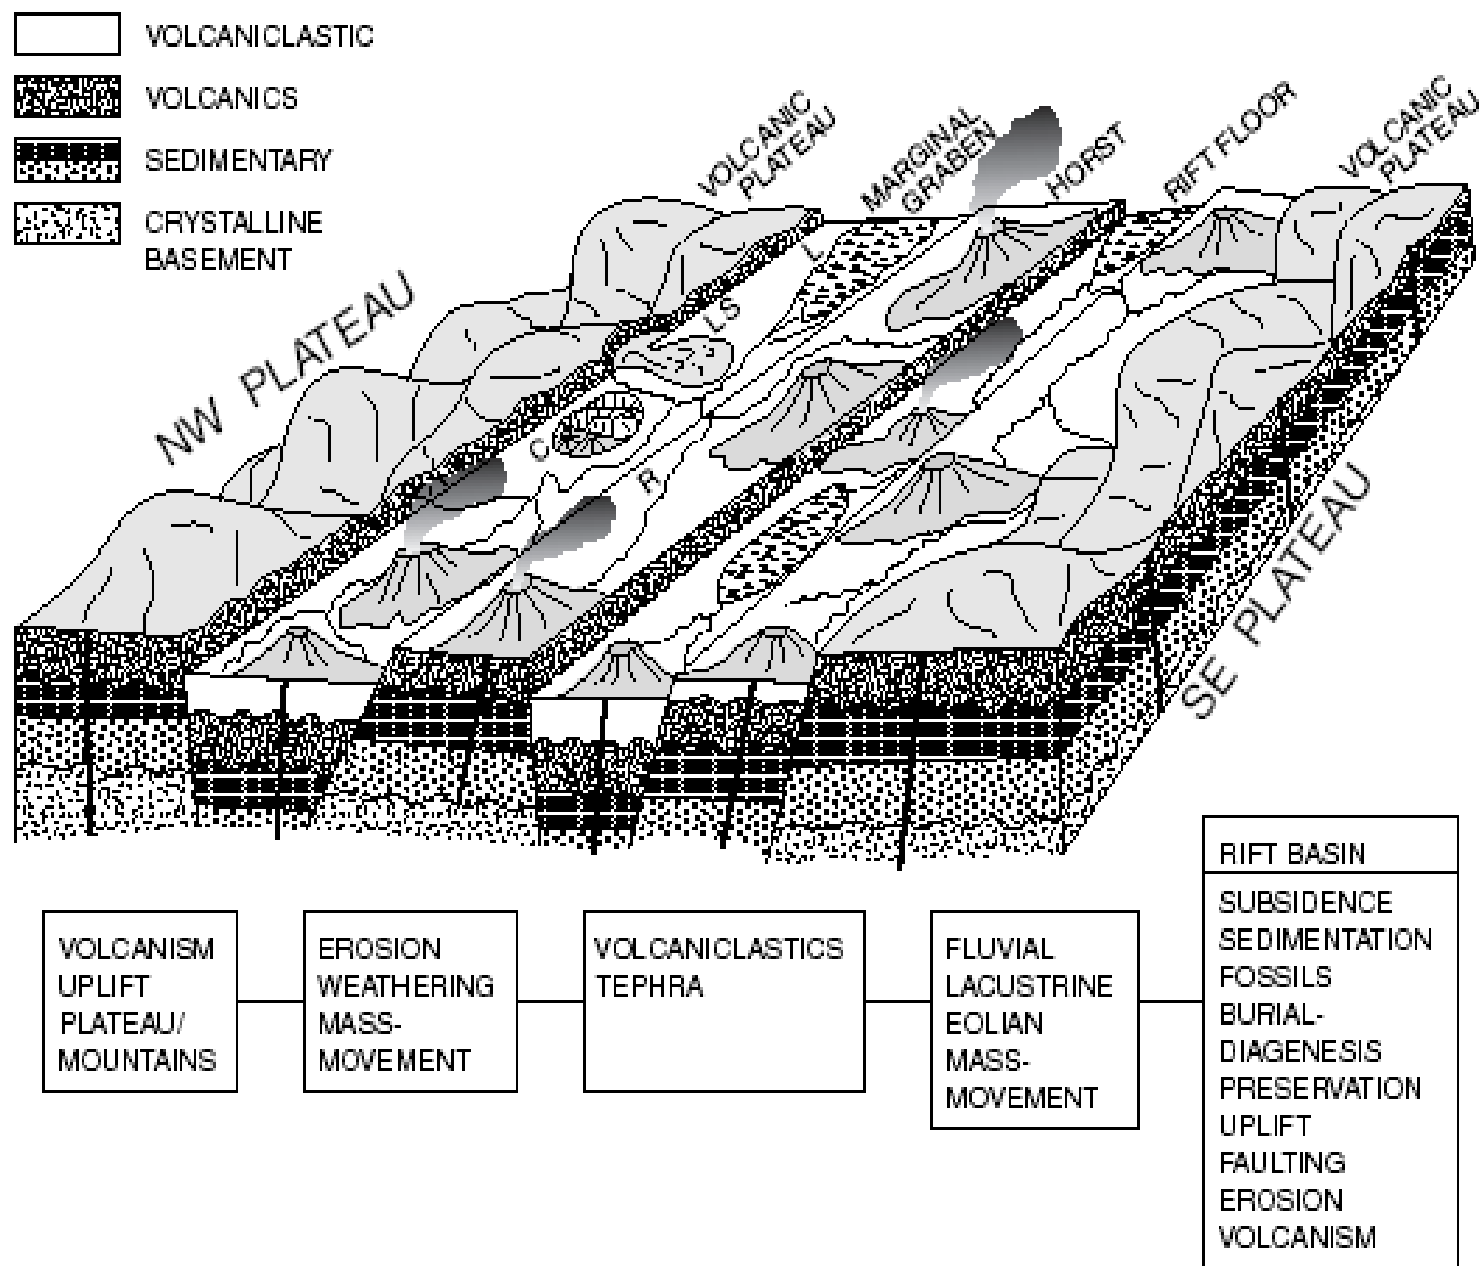 VOLCANICLASTIC
VOLCANICS
SEDIMENTARY
CRYSTALLINE
BASEMENT
NW PLATEAU
VOLCANIC
PLATEAU
MARGINAL
GRABEN
HORST
RIFT FLOOR
VOLCANIC
PLATEAU
L
LS
C
R
SE PLATEAU
VOLCANISM
UPLIFT
PLATEAU/
MOUNTAINS
EROSION
WEATHERING
MASS-
MOVEMENT
VOLCANICLASTICS
TEPHRA
FLUVIAL
LACUSTRINE
EOLIAN
MASS-
MOVEMENT
RIFT BASIN
SUBSIDENCE
SEDIMENTATION
FOSSILS
BURIAL-
DIAGENESIS
PRESERVATION
UPLIFT
FAULTING
EROSION
VOLCANISM